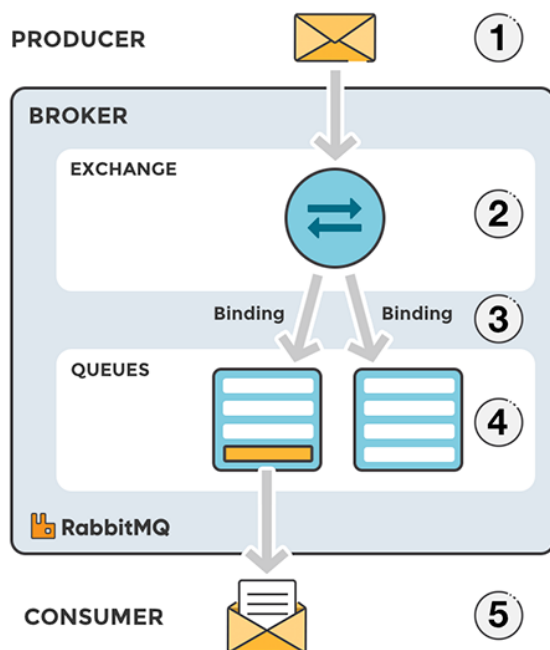 PRODUCER 1
BROKER
EXCHANGE
2
Binding Binding 3
QUEUES
4
RabbitMQ
CONSUMER 5